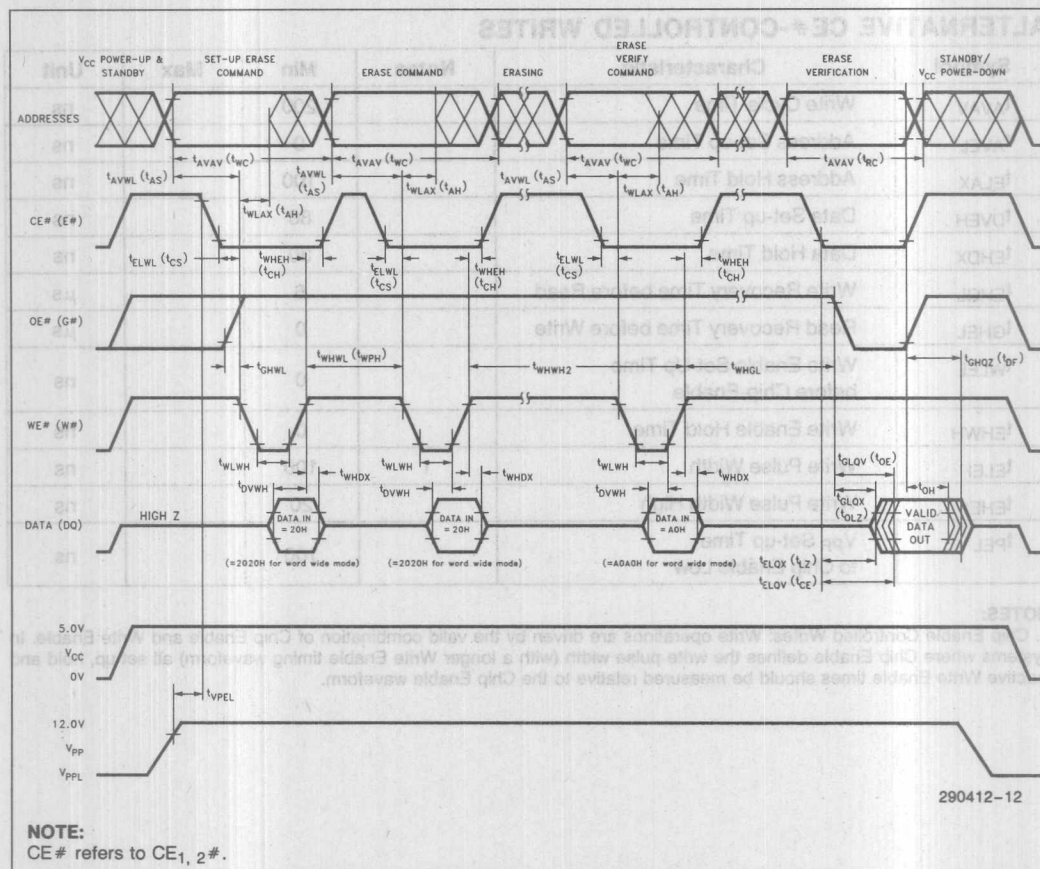 V_CC POWER-UP & STANDBY
SET-UP ERASE COMMAND
ERASE COMMAND
ERASING
ERASE VERIFY COMMAND
ERASE VERIFICATION
V_CC STANDBY/ POWER-DOWN
ADDRESSES
t_AVAV (t_WC)
t_AVAV (t_WC)
t_AVAV (t_WC)
t_AVAV (t_RC)
t_AVWL (t_AS)
t_AVWL (t_AS)
t_WLAX (t_AH)
t_AVWL (t_AS)
t_WLAX (t_AH)
t_WLAX (t_AH)
CE# (E#)
t_ELWL (t_CS)
t_WHEH (t_CH)
t_ELWL (t_CS)
t_WHEH (t_CH)
t_ELWL (t_CS)
t_WHEH (t_CH)
OE# (G#)
t_GHWL
t_WHWL (t_WPH)
t_WHWH2
t_WHGL
t_GHQZ (t_DF)
WE# (W#)
t_WLWH
t_WHDX
t_DVWH
t_WLWH
t_WHDX
t_DVWH
t_WLWH
t_WHDX
t_DVWH
t_GLQV (t_OE)
t_GLQX (t_OLZ)
t_OH
DATA (DQ)
HIGH Z
DATA IN = 20H
DATA IN = 20H
DATA IN = A0H
VALID DATA OUT
(=2020H for word wide mode)
(=2020H for word wide mode)
(=A0A0H for word wide mode)
t_ELQX (t_LZ)
t_ELQV (t_CE)
5.0V
V_CC
0V
t_VPEL
12.0V
V_PP
V_PPL
290412-12
NOTE:
CE# refers to CE_1, 2#.